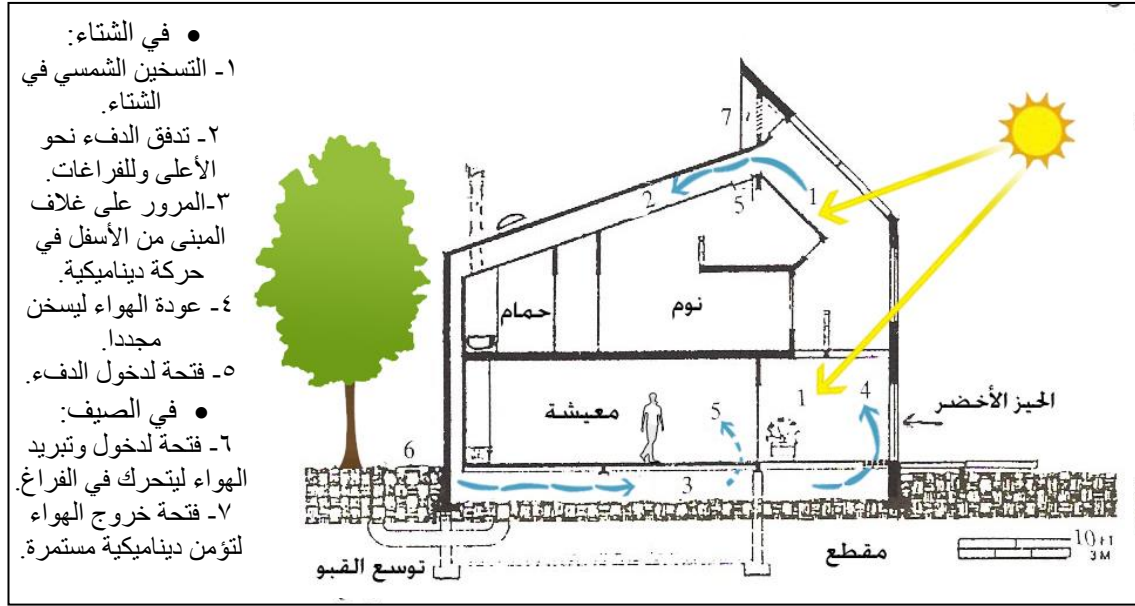 • في الشتاء:
١- التسخين الشمسي في
الشتاء.
٢- تدفق الدفء نحو
الأعلى وللفراغات.
٣-المرور على غلاف
المبنى من الأسفل في
حركة ديناميكية.
٤- عودة الهواء ليسخن
مجددا.
٥- فتحة لدخول الدفء.
• في الصيف:
٦- فتحة لدخول وتبريد
الهواء ليتحرك في الفراغ.
٧- فتحة خروج الهواء
لتؤمن ديناميكية مستمرة.
7
1
2
5
نوم
حمام
معيشة
5
1
4
الحيز الأخضر
6
3
مقطع
توسع القبو
10 FT
3 M